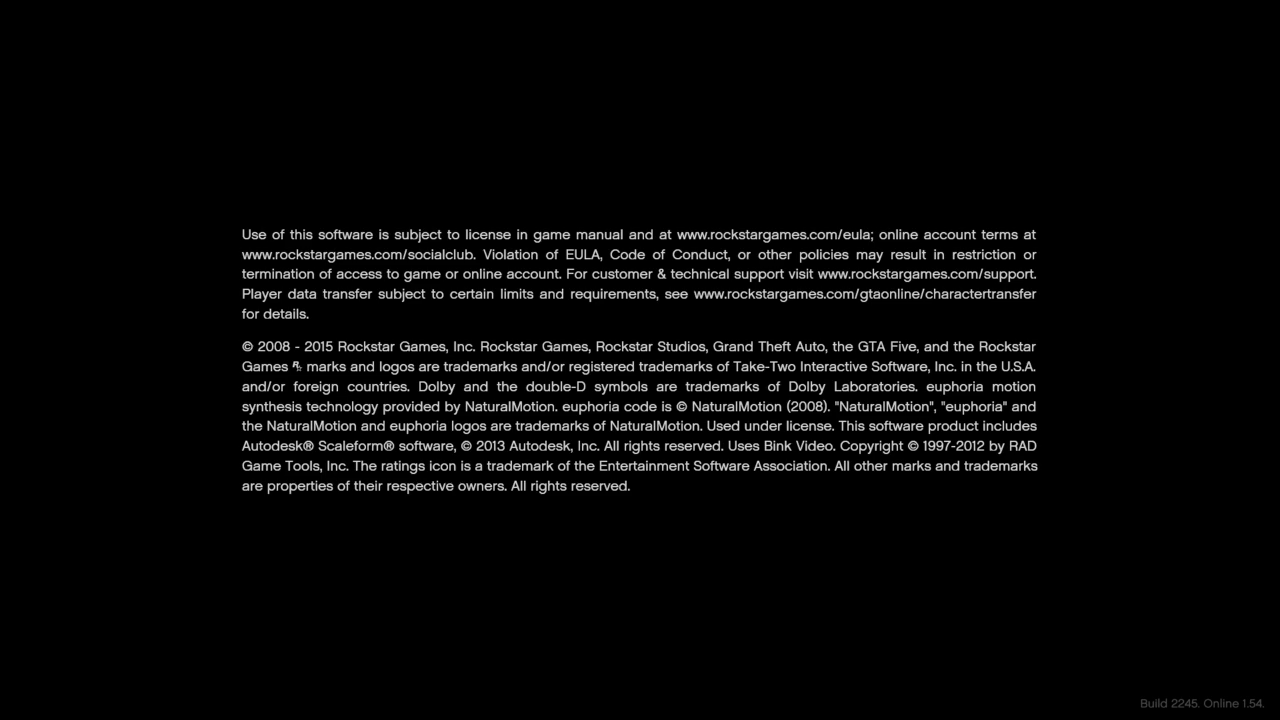 Use of this software is subject to license in game manual and at www.rockstargames.com/eula; online account terms at
www.rockstargames.com/socialclub. Violation of EULA, Code of Conduct, or other policies may result in restriction or
termination of access to game or online account. For customer & technical support visit www.rockstargames.com/support.
Player data transfer subject to certain limits and requirements, see www.rockstargames.com/gtaonline/charactertransfer
for details.
© 2008 - 2015 Rockstar Games, Inc. Rockstar Games, Rockstar Studios, Grand Theft Auto, the GTA Five, and the Rockstar
Games R* marks and logos are trademarks and/or registered trademarks of Take-Two Interactive Software, Inc. in the U.S.A.
and/or foreign countries. Dolby and the double-D symbols are trademarks of Dolby Laboratories. euphoria motion
synthesis technology provided by NaturalMotion. euphoria code is © NaturalMotion (2008). "NaturalMotion", "euphoria" and
the NaturalMotion and euphoria logos are trademarks of NaturalMotion. Used under license. This software product includes
Autodesk® Scaleform® software, © 2013 Autodesk, Inc. All rights reserved. Uses Bink Video. Copyright © 1997-2012 by RAD
Game Tools, Inc. The ratings icon is a trademark of the Entertainment Software Association. All other marks and trademarks
are properties of their respective owners. All rights reserved.
Build 2245, Online 1.54.